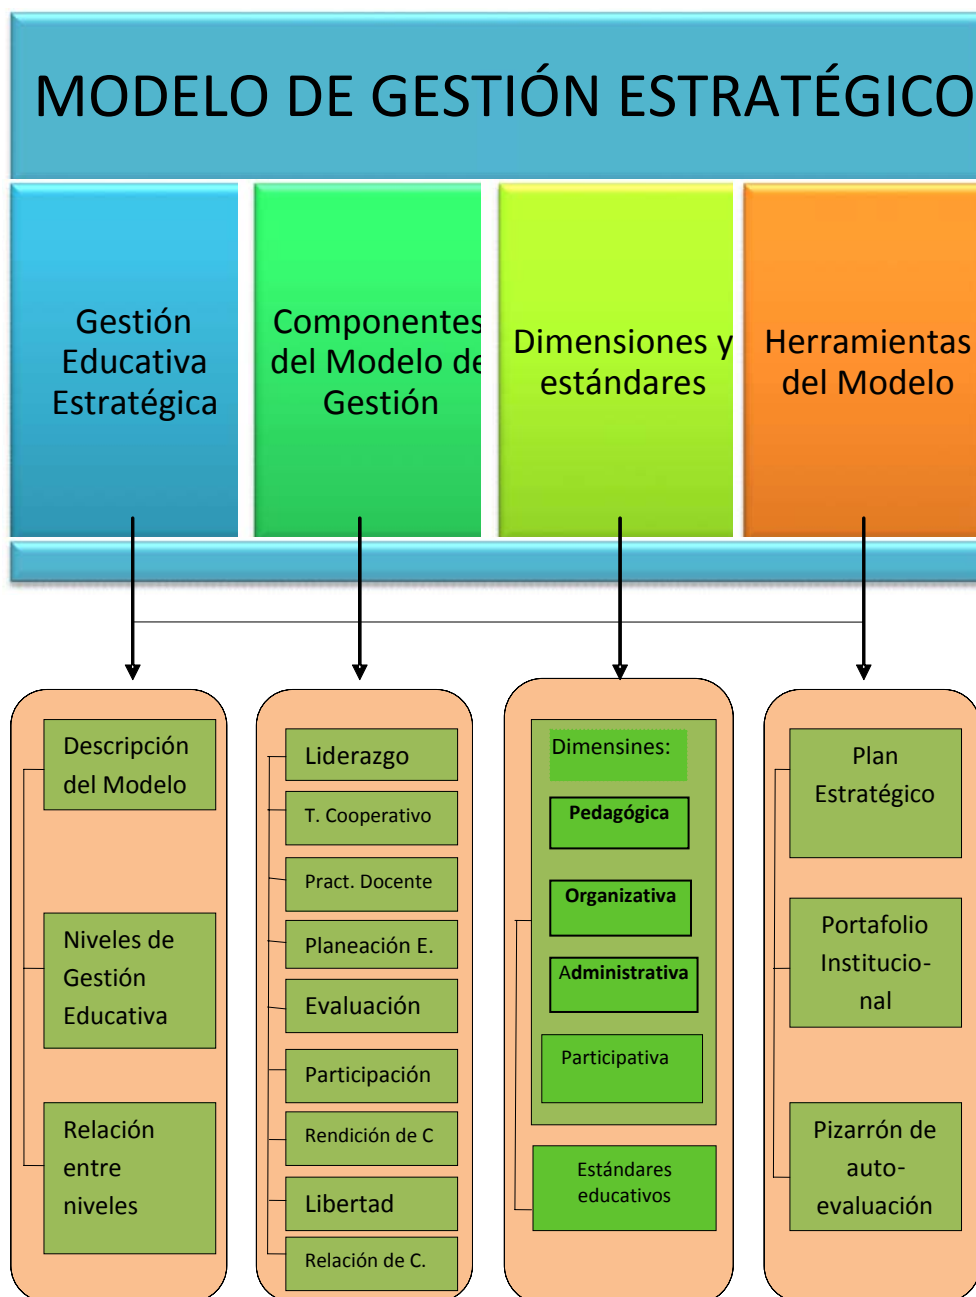 MODELO DE GESTIÓN ESTRATÉGICO
Gestión
Educativa
Estratégica
Componentes
del Modelo de
Gestión
Dimensiones y
estándares
Herramientas
del Modelo
Descripción
del Modelo
Niveles de
Gestión
Educativa
Relación
entre
niveles
Liderazgo
T. Cooperativo
Pract. Docente
Planeación E.
Evaluación
Participación
Rendición de C
Libertad
Relación de C.
Dimensines:
Pedagógica
Organizativa
Administrativa
Participativa
Estándares
educativos
Plan
Estratégico
Portafolio
Institucio-
nal
Pizarrón de
auto-
evaluación